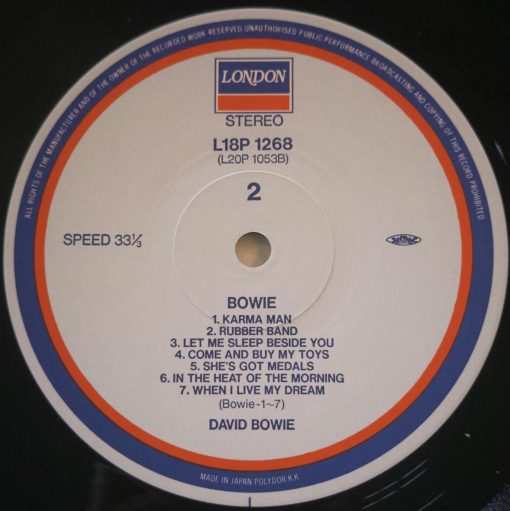 ALL RIGHTS OF THE MANUFACTURER AND OF THE OWNER OF THE RECORDED WORK RESERVED UNAUTHORISED PUBLIC PERFORMANCE BROADCASTING AND COPYING OF THIS RECORD PROHIBITED
LONDON
STEREO
L18P 1268
(L20P 1053B)
2
SPEED 33⅓
BOWIE
1. KARMA MAN
2. RUBBER BAND
3. LET ME SLEEP BESIDE YOU
4. COME AND BUY MY TOYS
5. SHE'S GOT MEDALS
6. IN THE HEAT OF THE MORNING
7. WHEN I LIVE MY DREAM
(Bowie-1~7)
DAVID BOWIE
MADE IN JAPAN POLYDOR K.K.